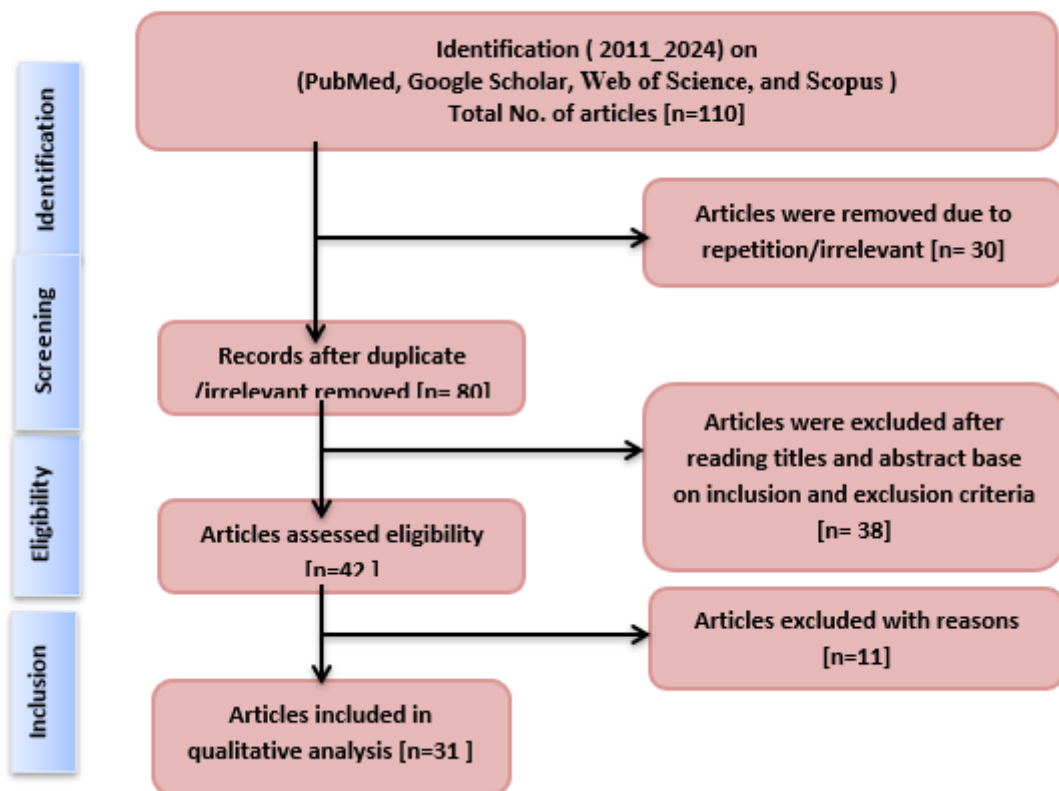 Identification ( 2011_2024) on
(PubMed, Google Scholar, Web of Science, and Scopus )
Total No. of articles [n=110]
Identification
Articles were removed due to
repetition/irrelevant [n= 30]
Screening
Records after duplicate
/irrelevant removed [n= 80]
Articles were excluded after
reading titles and abstract base
on inclusion and exclusion criteria
[n= 38]
Eligibility
Articles assessed eligibility
[n=42 ]
Articles excluded with reasons
[n=11]
Inclusion
Articles included in
qualitative analysis [n=31 ]